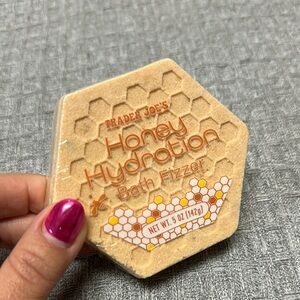 TRADER JOE'S
Honey
Hydration
Bath Fizzer
NET WT. 5 OZ (142g)